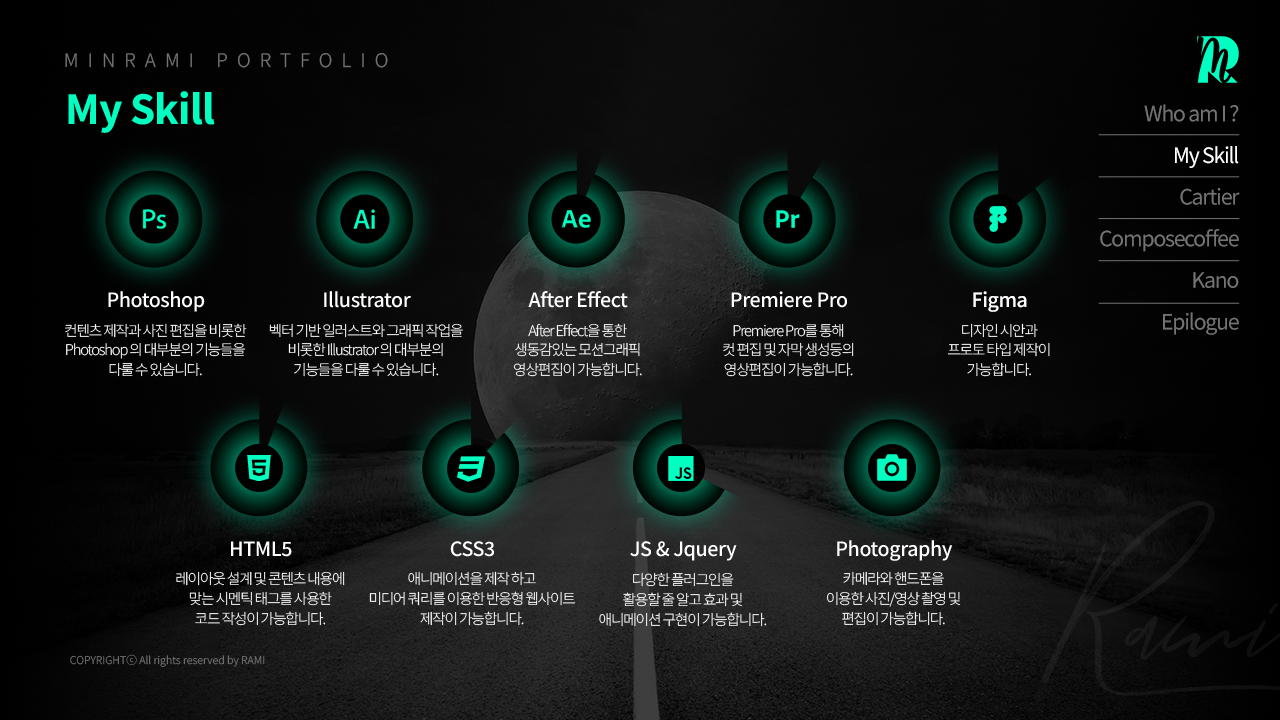 MINRAMI PORTFOLIO
My Skill
Who am I ?
My Skill
Cartier
Composecoffee
Kano
Epilogue
Ps
Ai
Ae
Pr
Photoshop
컨텐츠 제작과 사진 편집을 비롯한
Photoshop 의 대부분의 기능들을
다룰 수 있습니다.
Illustrator
벡터 기반 일러스트와 그래픽 작업을
비롯한 Illustrator 의 대부분의
기능들을 다룰 수 있습니다.
After Effect
After Effect을 통한
생동감있는 모션그래픽
영상편집이 가능합니다.
Premiere Pro
Premiere Pro를 통해
컷 편집 및 자막 생성등의
영상편집이 가능합니다.
Figma
디자인 시안과
프로토 타입 제작이
가능합니다.
5
JS
HTML5
레이아웃 설계 및 콘텐츠 내용에
맞는 시멘틱 태그를 사용한
코드 작성이 가능합니다.
CSS3
애니메이션을 제작 하고
미디어 쿼리를 이용한 반응형 웹사이트
제작이 가능합니다.
JS & Jquery
다양한 플러그인을
활용할 줄 알고 효과 및
애니메이션 구현이 가능합니다.
Photography
카메라와 핸드폰을
이용한 사진/영상 촬영 및
편집이 가능합니다.
Rami
COPYRIGHTⓒ All rights reserved by RAMI